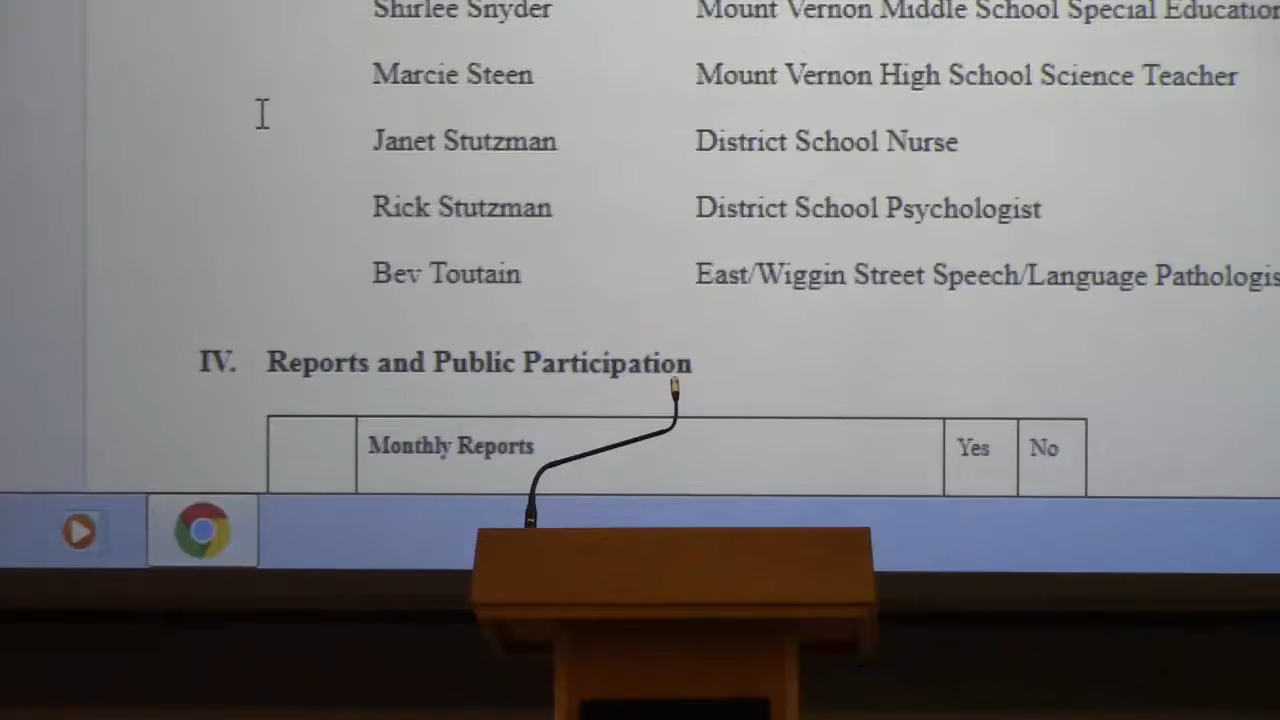 Shirlee Snyder Mount Vernon Middle School Special Education
Marcie Steen Mount Vernon High School Science Teacher
Janet Stutzman District School Nurse
Rick Stutzman District School Psychologist
Bev Toutain East/Wiggin Street Speech/Language Pathologis
IV. Reports and Public Participation
Monthly Reports Yes No